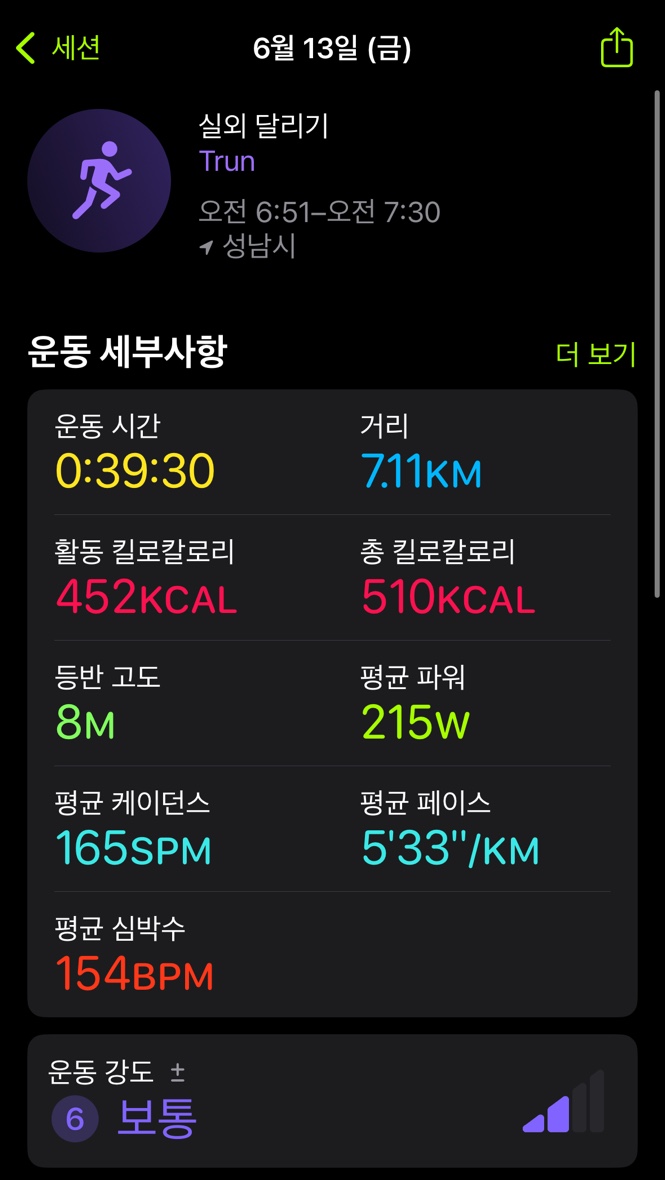 세션
6월 13일 (금)
실외 달리기
Trun
오전 6:51–오전 7:30
성남시
운동 세부사항
더 보기
운동 시간
거리
0:39:30
7.11KM
활동 킬로칼로리
총 킬로칼로리
452KCAL
510KCAL
등반 고도
평균 파워
8M
215W
평균 케이던스
평균 페이스
165SPM
5'33"/KM
평균 심박수
154BPM
운동 강도 ±
6 보통